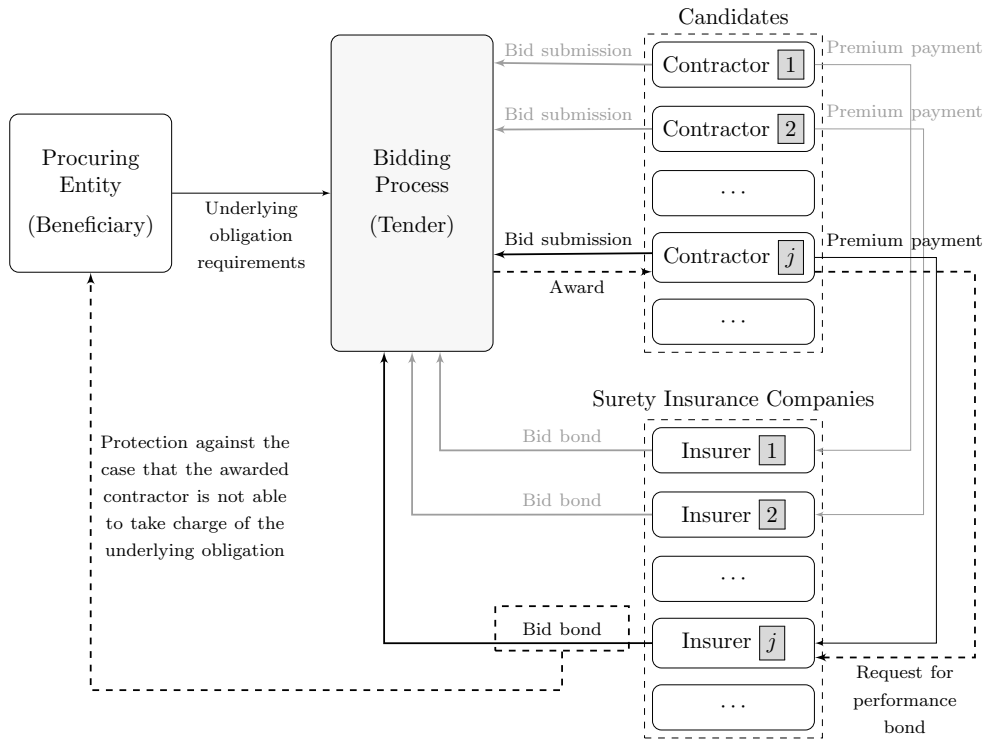 Candidates
Bid submission
Contractor 1
Premium payment
Bid submission
Contractor 2
Premium payment
Procuring
Entity
(Beneficiary)
Bidding
Process
(Tender)
...
Underlying
obligation
requirements
Bid submission
Contractor j
Premium payment
Award
...
Surety Insurance Companies
Bid bond
Insurer 1
Protection against the
case that the awarded
contractor is not able
to take charge of the
underlying obligation
Bid bond
Insurer 2
...
Bid bond
Insurer j
Request for
performance
bond
...